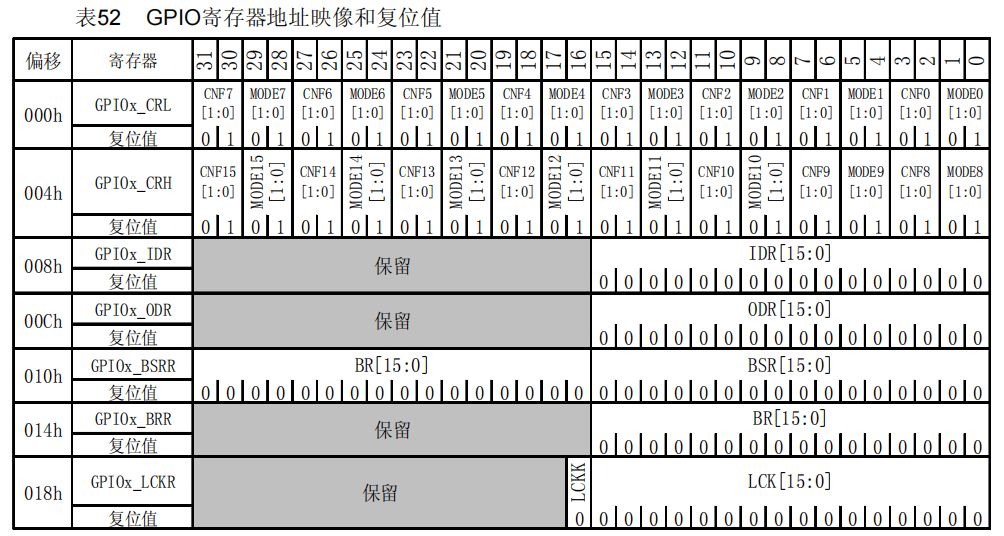 表52 GPIO寄存器地址映像和复位值
偏移 寄存器 31 30 29 28 27 26 25 24 23 22 21 20 19 18 17 16 15 14 13 12 11 10 9 8 7 6 5 4 3 2 1 0
000h GPIOx_CRL CNF7 [1:0] MODE7 [1:0] CNF6 [1:0] MODE6 [1:0] CNF5 [1:0] MODE5 [1:0] CNF4 [1:0] MODE4 [1:0] CNF3 [1:0] MODE3 [1:0] CNF2 [1:0] MODE2 [1:0] CNF1 [1:0] MODE1 [1:0] CNF0 [1:0] MODE0 [1:0]
复位值 0 1 0 1 0 1 0 1 0 1 0 1 0 1 0 1 0 1 0 1 0 1 0 1 0 1 0 1 0 1 0 1
004h GPIOx_CRH CNF15 [1:0] MODE15 [1:0] CNF14 [1:0] MODE14 [1:0] CNF13 [1:0] MODE13 [1:0] CNF12 [1:0] MODE12 [1:0] CNF11 [1:0] MODE11 [1:0] CNF10 [1:0] MODE10 [1:0] CNF9 [1:0] MODE9 [1:0] CNF8 [1:0] MODE8 [1:0]
复位值 0 1 0 1 0 1 0 1 0 1 0 1 0 1 0 1 0 1 0 1 0 1 0 1 0 1 0 1 0 1 0 1
008h GPIOx_IDR 保留 IDR[15:0]
复位值 0 0 0 0 0 0 0 0 0 0 0 0 0 0 0 0
00Ch GPIOx_ODR 保留 ODR[15:0]
复位值 0 0 0 0 0 0 0 0 0 0 0 0 0 0 0 0
010h GPIOx_BSRR BR[15:0] BSR[15:0]
复位值 0 0 0 0 0 0 0 0 0 0 0 0 0 0 0 0 0 0 0 0 0 0 0 0 0 0 0 0 0 0 0 0
014h GPIOx_BRR 保留 BR[15:0]
复位值 0 0 0 0 0 0 0 0 0 0 0 0 0 0 0 0
018h GPIOx_LCKR 保留 LCKK LCK[15:0]
复位值 0 0 0 0 0 0 0 0 0 0 0 0 0 0 0 0 0